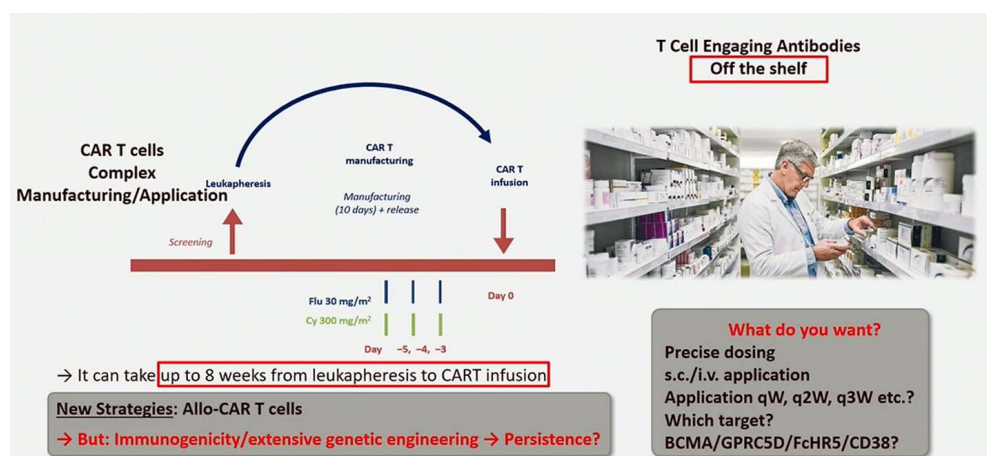 T Cell Engaging Antibodies
Off the shelf
CAR T cells
Complex
Manufacturing/Application
Leukapheresis
CAR T
manufacturing
Manufacturing
(10 days) + release
CAR T
infusion
Screening
Day 0
Flu 30 mg/m²
Cy 300 mg/m²
Day −5, −4, −3
→ It can take up to 8 weeks from leukapheresis to CART infusion
New Strategies: Allo-CAR T cells
→ But: Immunogenicity/extensive genetic engineering → Persistence?
What do you want?
Precise dosing
s.c./i.v. application
Application qW, q2W, q3W etc.?
Which target?
BCMA/GPRC5D/FcHR5/CD38?